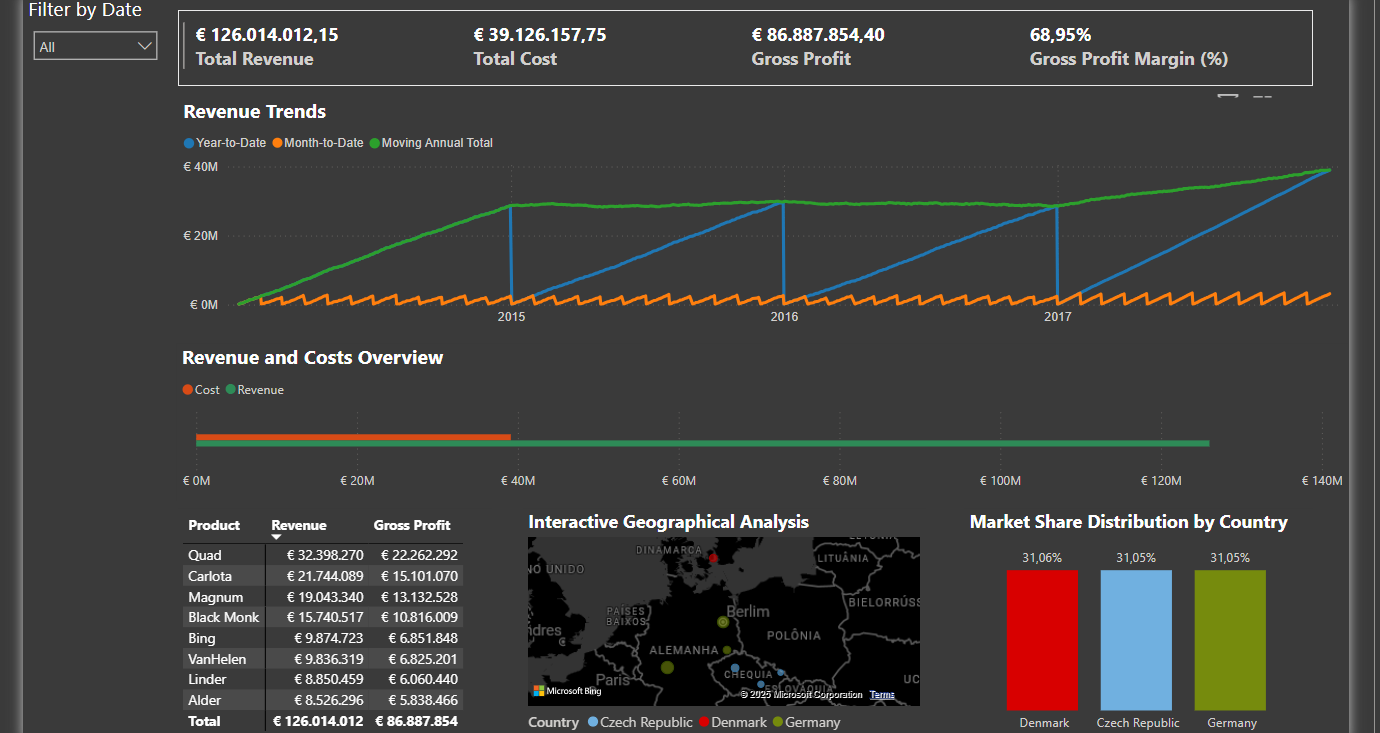 Filter by Date
All
€ 126.014.012,15
Total Revenue
€ 39.126.157,75
Total Cost
€ 86.887.854,40
Gross Profit
68,95%
Gross Profit Margin (%)
Revenue Trends
Year-to-Date Month-to-Date Moving Annual Total
€ 40M
€ 20M
€ 0M
2015 2016 2017
Revenue and Costs Overview
Cost Revenue
€ 0M € 20M € 40M € 60M € 80M € 100M € 120M € 140M
Product Revenue Gross Profit
Quad € 32.398.270 € 22.262.292
Carlota € 21.744.089 € 15.101.070
Magnum € 19.043.340 € 13.132.528
Black Monk € 15.740.517 € 10.816.009
Bing € 9.874.723 € 6.851.848
VanHelen € 9.836.319 € 6.825.201
Linder € 8.850.459 € 6.060.440
Alder € 8.526.296 € 5.838.466
Total € 126.014.012 € 86.887.854
Interactive Geographical Analysis
DINAMARCA
LITUÂNIA
NO UNIDO
BIELORRÚSS
PAÍSES
BAIXOS
Berlim
ndres
POLÔNIA
ALEMANHA
CHÉQUIA
Paris
ESLOVÁQUIA
UC
Microsoft Bing
© 2025 Microsoft Corporation Terms
Country Czech Republic Denmark Germany
Market Share Distribution by Country
31,06% 31,05% 31,05%
Denmark Czech Republic Germany